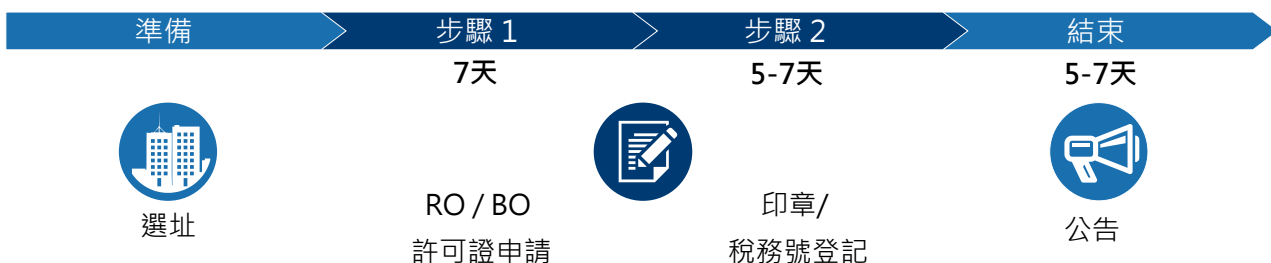 準備
步驟 1
步驟 2
結束
7天
5-7天
5-7天
選址
RO / BO
許可證申請
印章/
稅務號登記
公告